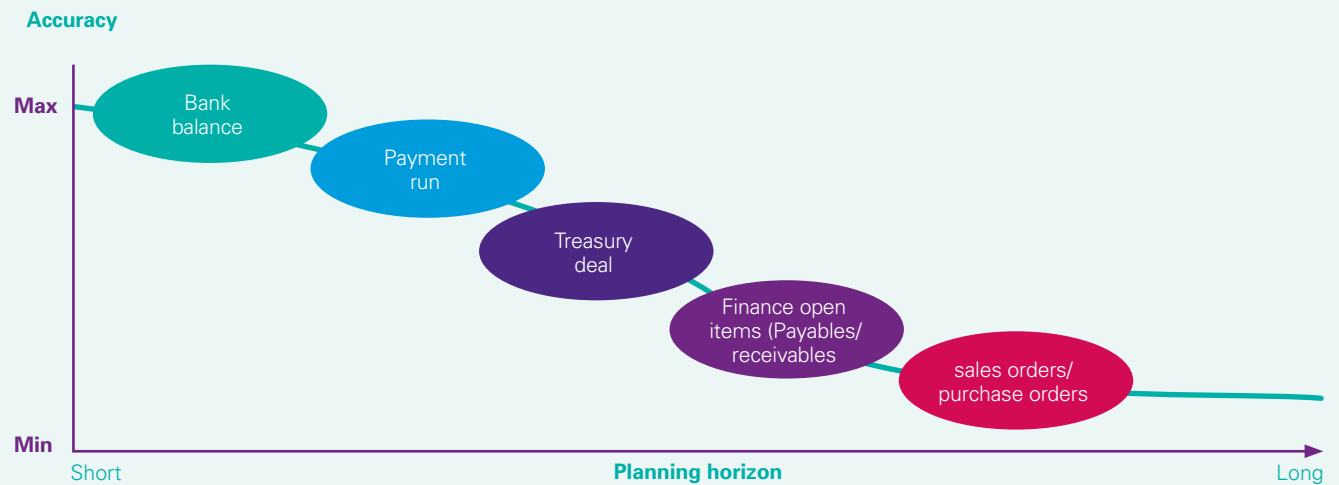 Accuracy
Max
Bank
balance
Payment
run
Treasury
deal
Finance open
items (Payables/
receivables
sales orders/
purchase orders
Min
Short
Planning horizon
Long